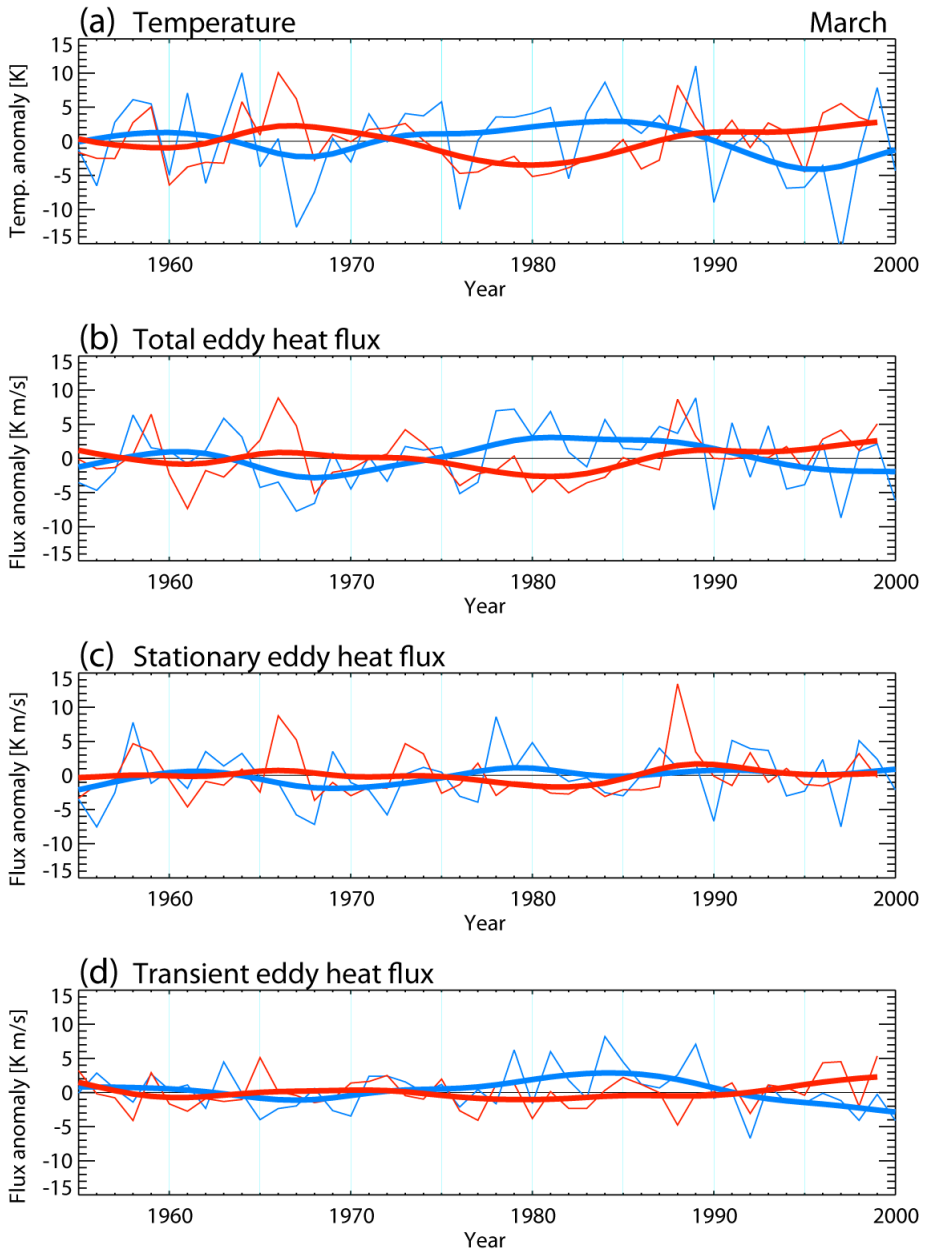 (a) Temperature March
Temp. anomaly [K]
15
10
5
0
-5
-10
-15
1960 1970 1980 1990 2000
Year
(b) Total eddy heat flux
Flux anomaly [K m/s]
15
10
5
0
-5
-10
-15
1960 1970 1980 1990 2000
Year
(c) Stationary eddy heat flux
Flux anomaly [K m/s]
15
10
5
0
-5
-10
-15
1960 1970 1980 1990 2000
Year
(d) Transient eddy heat flux
Flux anomaly [K m/s]
15
10
5
0
-5
-10
-15
1960 1970 1980 1990 2000
Year